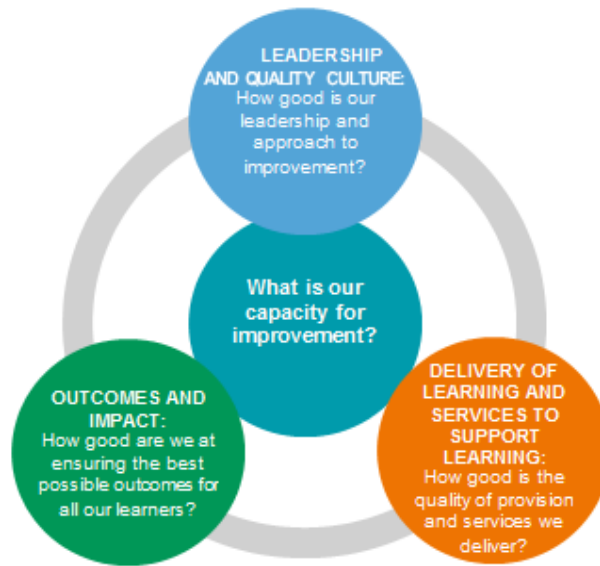 LEADERSHIP
AND QUALITY CULTURE:
How good is our
leadership and
approach to
improvement?
What is our
capacity for
improvement?
OUTCOMES AND
IMPACT:
How good are we at
ensuring the best
possible outcomes for
all our learners?
DELIVERY OF
LEARNING AND
SERVICES TO
SUPPORT
LEARNING:
How good is the
quality of provision
and services we
deliver?